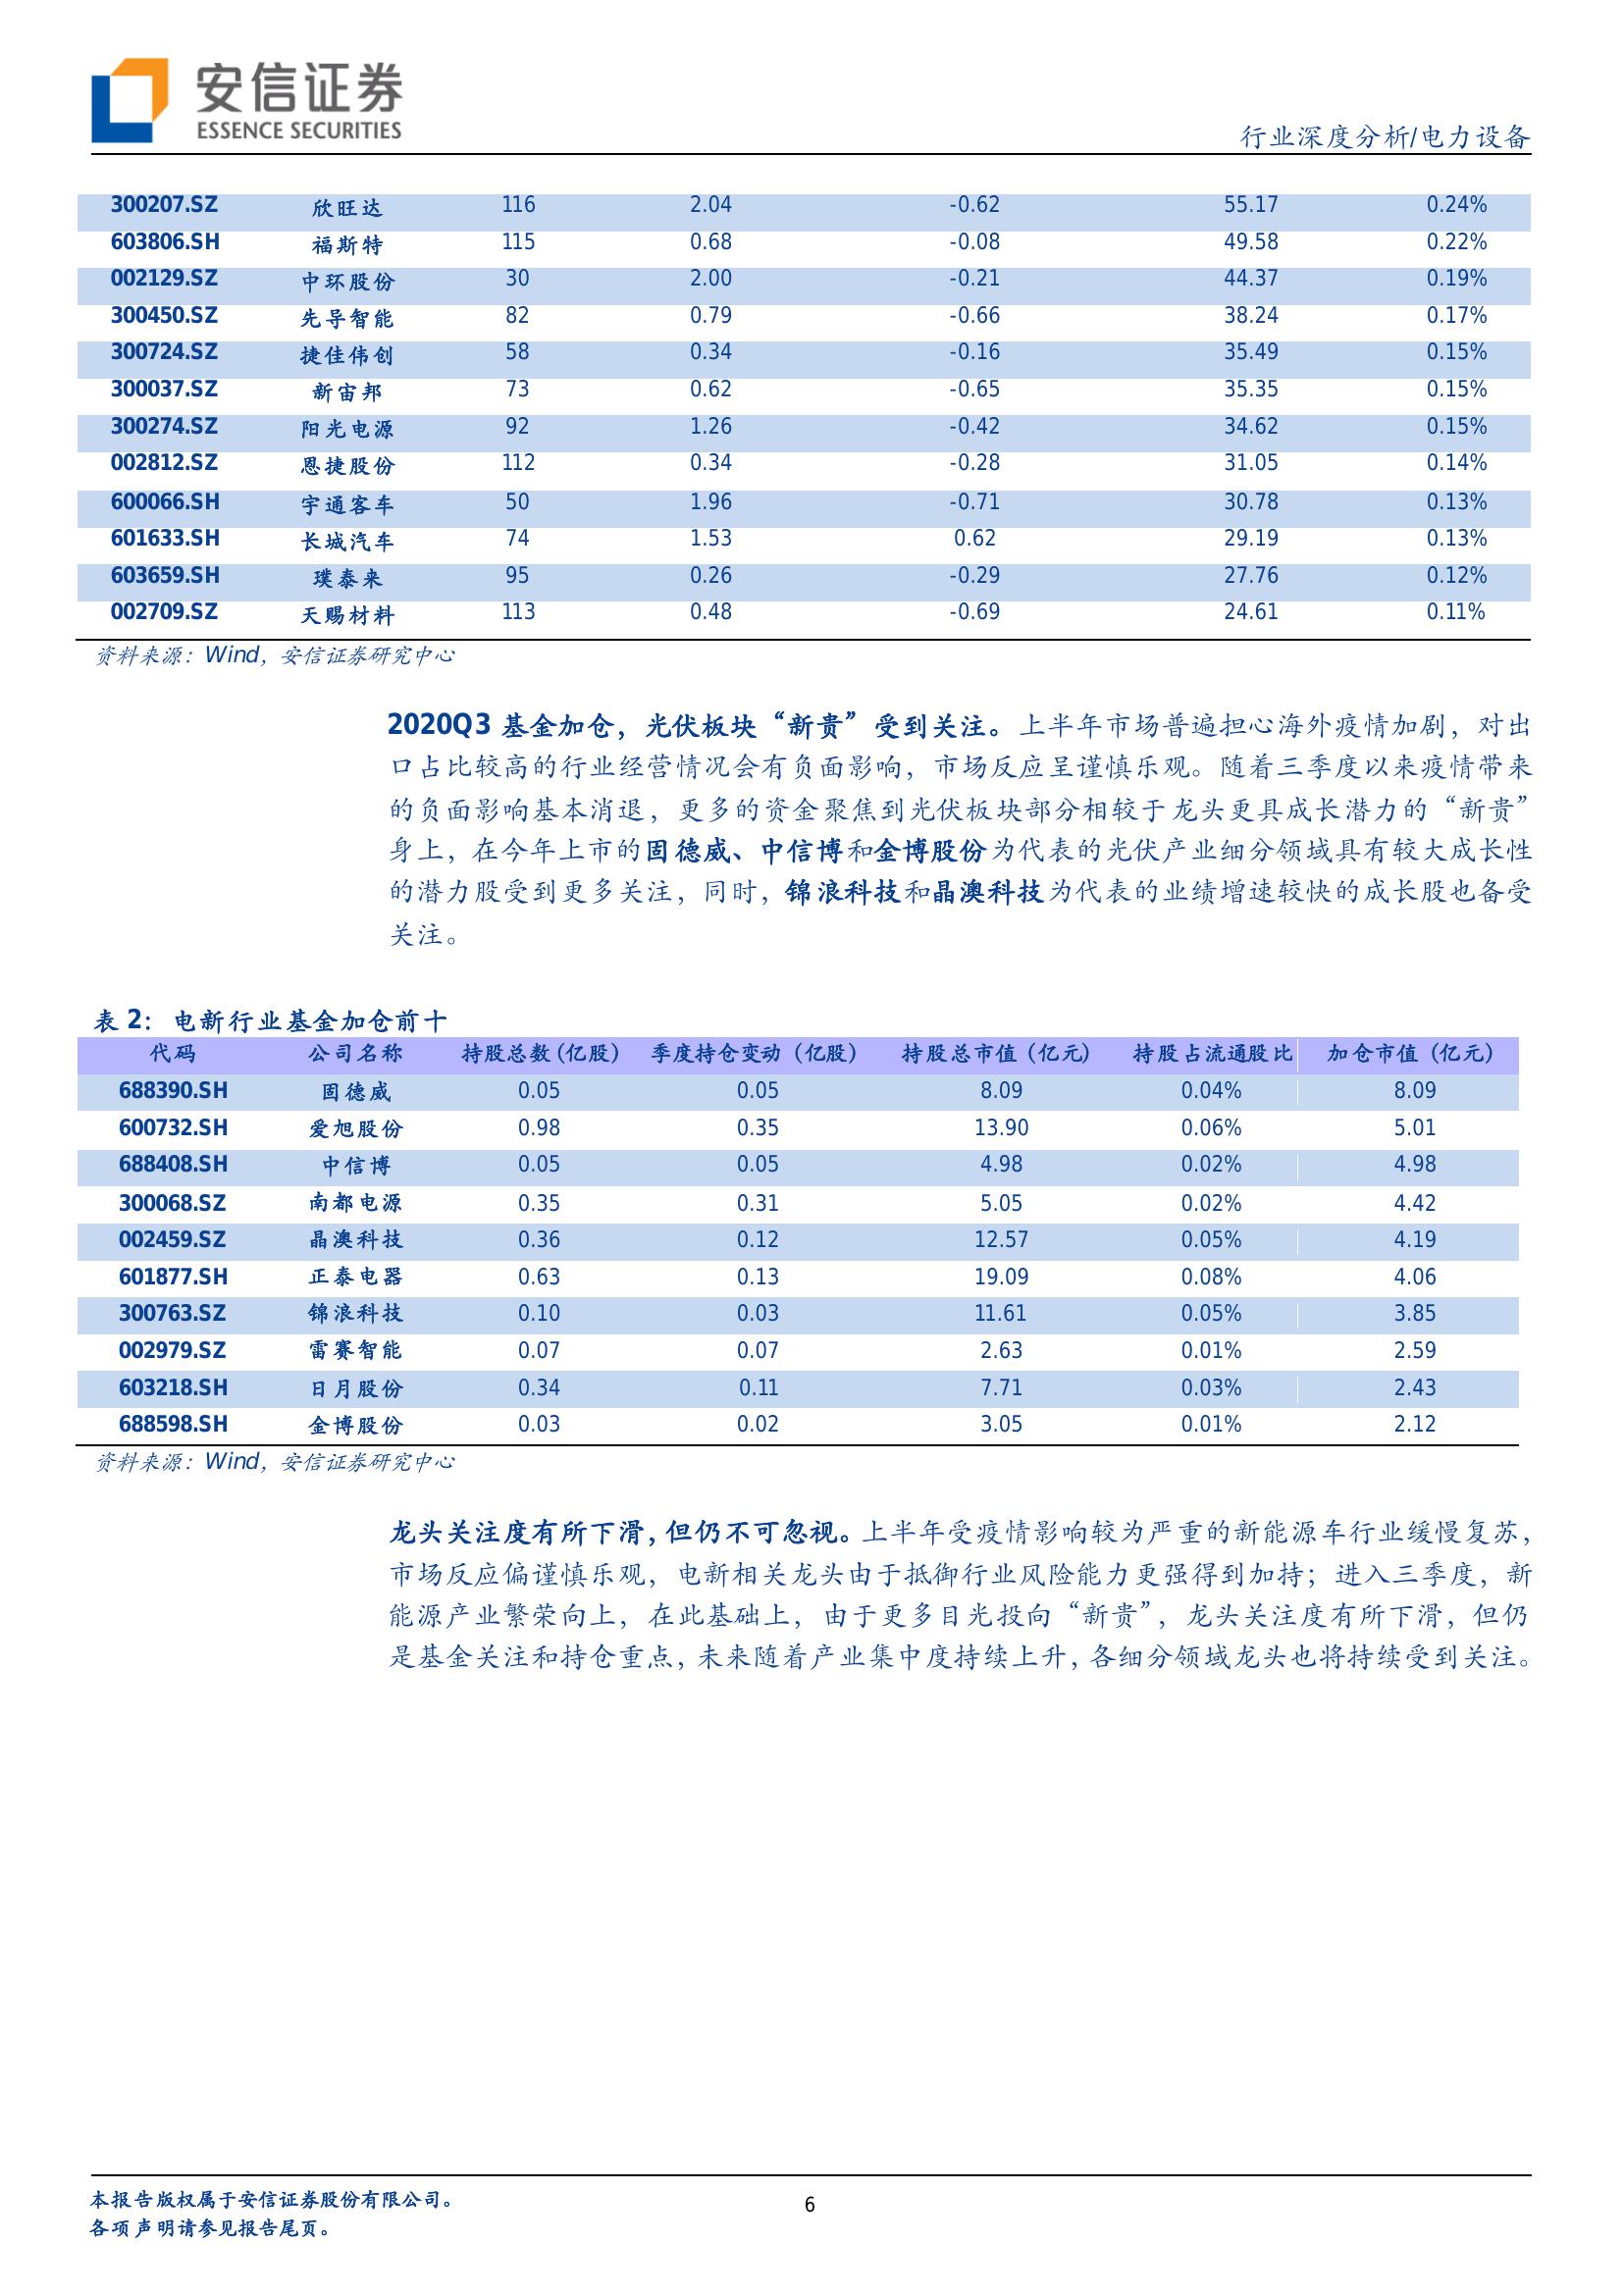 安信证券
ESSENCE SECURITIES
行业深度分析/电力设备
300207.SZ 欣旺达 116 2.04 -0.62 55.17 0.24%
603806.SH 福斯特 115 0.68 -0.08 49.58 0.22%
002129.SZ 中环股份 30 2.00 -0.21 44.37 0.19%
300450.SZ 先导智能 82 0.79 -0.66 38.24 0.17%
300724.SZ 捷佳伟创 58 0.34 -0.16 35.49 0.15%
300037.SZ 新宙邦 73 0.62 -0.65 35.35 0.15%
300274.SZ 阳光电源 92 1.26 -0.42 34.62 0.15%
002812.SZ 恩捷股份 112 0.34 -0.28 31.05 0.14%
600066.SH 宇通客车 50 1.96 -0.71 30.78 0.13%
601633.SH 长城汽车 74 1.53 0.62 29.19 0.13%
603659.SH 璞泰来 95 0.26 -0.29 27.76 0.12%
002709.SZ 天赐材料 113 0.48 -0.69 24.61 0.11%
资料来源：Wind，安信证券研究中心
2020Q3 基金加仓，光伏板块“新贵”受到关注。上半年市场普遍担心海外疫情加剧，对出
口占比较高的行业经营情况会有负面影响，市场反应呈谨慎乐观。随着三季度以来疫情带来
的负面影响基本消退，更多的资金聚焦到光伏板块部分相较于龙头更具成长潜力的“新贵”
身上，在今年上市的固德威、中信博和金博股份为代表的光伏产业细分领域具有较大成长性
的潜力股受到更多关注，同时，锦浪科技和晶澳科技为代表的业绩增速较快的成长股也备受
关注。
表 2：电新行业基金加仓前十
代码 公司名称 持股总数(亿股) 季度持仓变动（亿股） 持股总市值（亿元） 持股占流通股比 加仓市值（亿元）
688390.SH 固德威 0.05 0.05 8.09 0.04% 8.09
600732.SH 爱旭股份 0.98 0.35 13.90 0.06% 5.01
688408.SH 中信博 0.05 0.05 4.98 0.02% 4.98
300068.SZ 南都电源 0.35 0.31 5.05 0.02% 4.42
002459.SZ 晶澳科技 0.36 0.12 12.57 0.05% 4.19
601877.SH 正泰电器 0.63 0.13 19.09 0.08% 4.06
300763.SZ 锦浪科技 0.10 0.03 11.61 0.05% 3.85
002979.SZ 雷赛智能 0.07 0.07 2.63 0.01% 2.59
603218.SH 日月股份 0.34 0.11 7.71 0.03% 2.43
688598.SH 金博股份 0.03 0.02 3.05 0.01% 2.12
资料来源：Wind，安信证券研究中心
龙头关注度有所下滑，但仍不可忽视。上半年受疫情影响较为严重的新能源车行业缓慢复苏，
市场反应偏谨慎乐观，电新相关龙头由于抵御行业风险能力更强得到加持；进入三季度，新
能源产业繁荣向上，在此基础上，由于更多目光投向“新贵”，龙头关注度有所下滑，但仍
是基金关注和持仓重点，未来随着产业集中度持续上升，各细分领域龙头也将持续受到关注。
本报告版权属于安信证券股份有限公司。
各项声明请参见报告尾页。
6